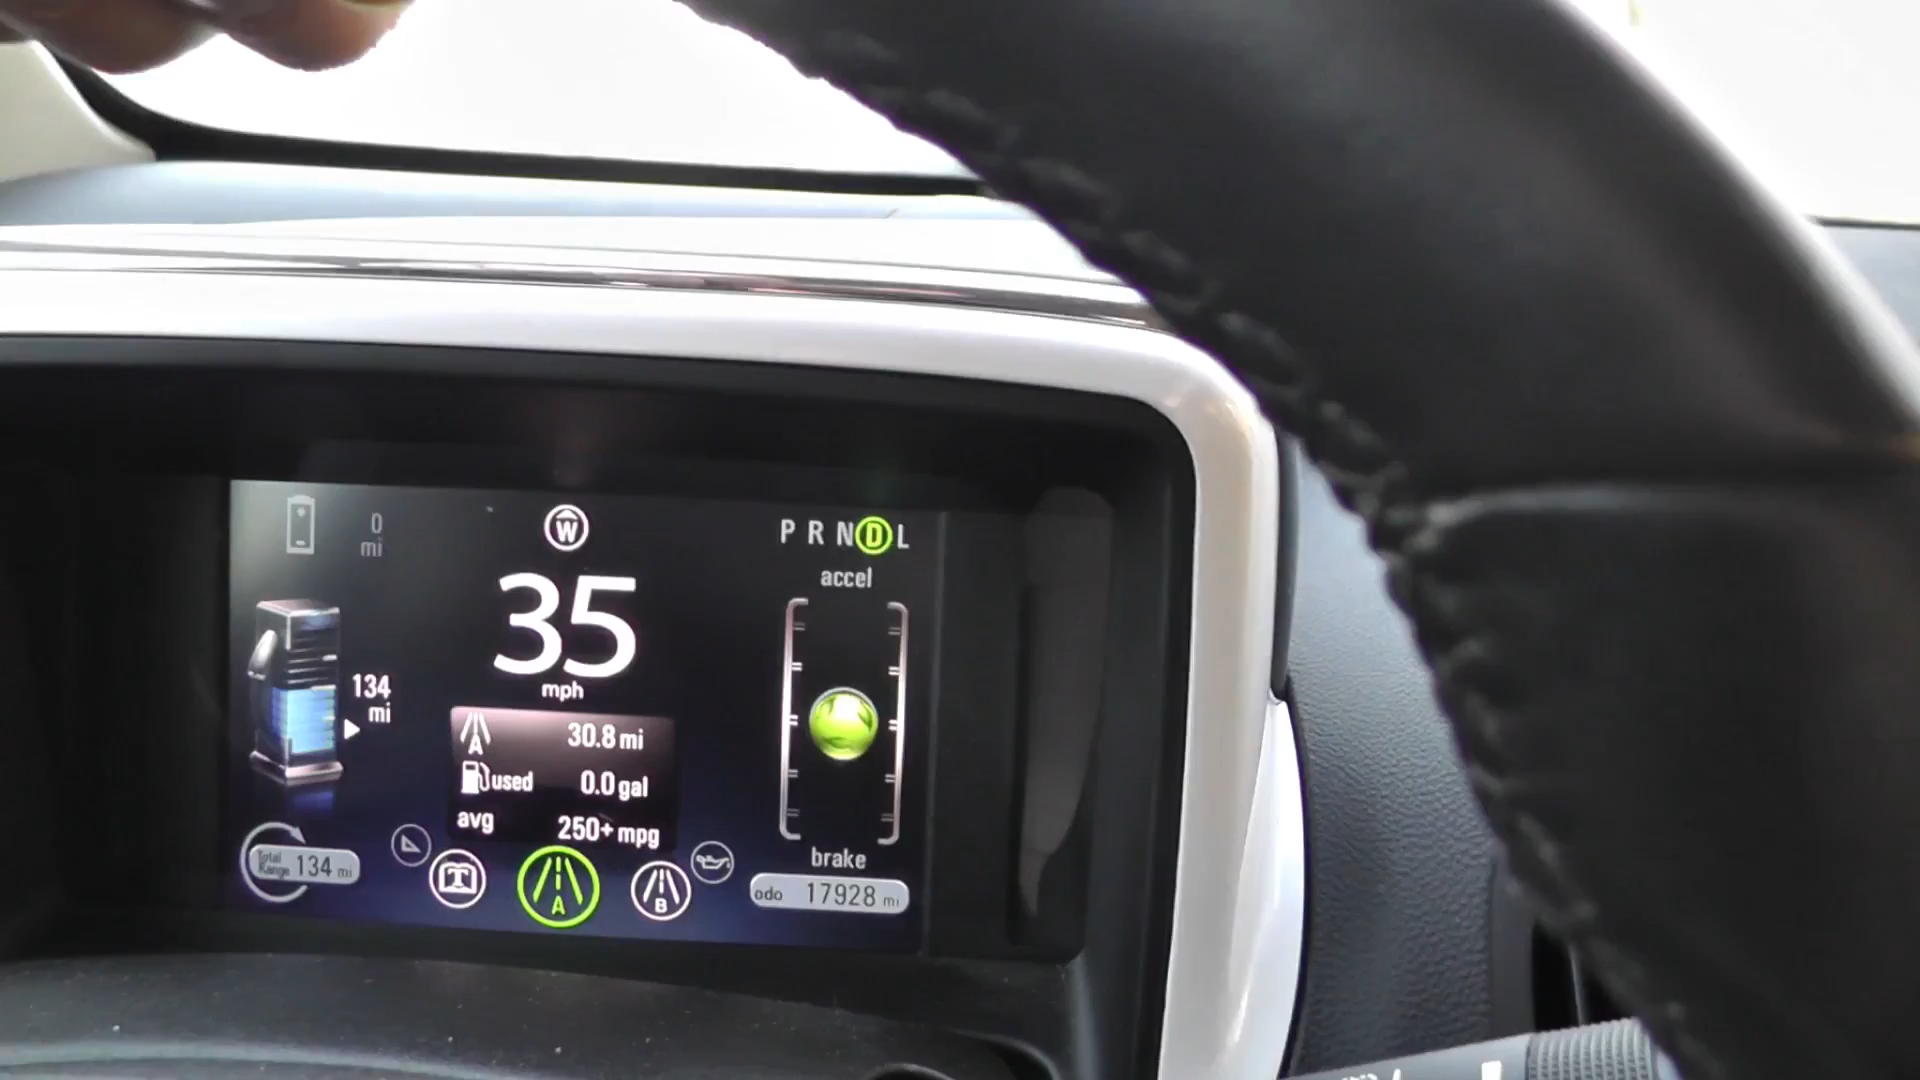 0
mi
W
P R N D L
accel
35
mph
134
mi
A
30.8 mi
used
0.0 gal
avg
250+ mpg
brake
Total
Range
134 mi
A
B
odo 17928 mi